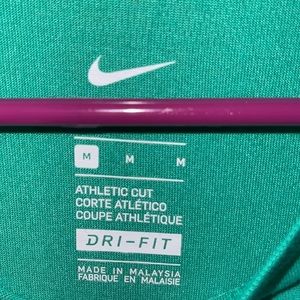 M M M
ATHLETIC CUT
CORTE ATLÉTICO
COUPE ATHLÉTIQUE
DRI-FIT
MADE IN MALAYSIA
FABRIQUÉ EN MALAISIE